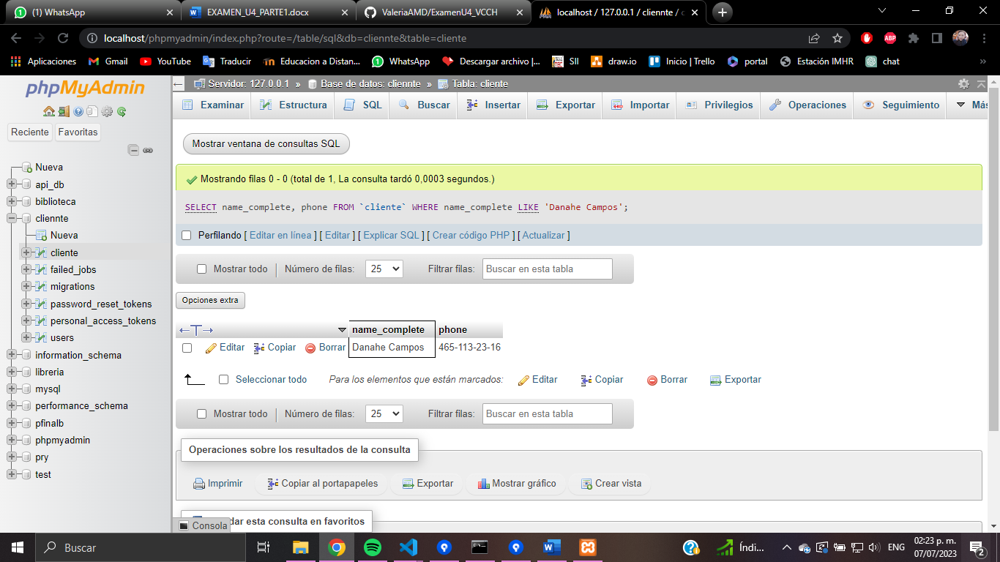 (1) WhatsApp
EXAMEN_U4_PARTE1.docx
ValeriaAMD/ExamenU4_VCCH
localhost / 127.0.0.1 / cliennte / c
localhost/phpmyadmin/index.php?route=/table/sql&db=cliennte&table=cliente
Aplicaciones Gmail YouTube Traducir Educacion a Distan... WhatsApp Descargar archivo |... SII draw.io Inicio | Trello portal Estación IMHR chat »
phpMyAdmin
Reciente Favoritas
Nueva
api_db
biblioteca
cliennte
Nueva
cliente
failed_jobs
migrations
password_reset_tokens
personal_access_tokens
users
information_schema
libreria
mysql
performance_schema
pfinalb
phpmyadmin
pry
test
Servidor: 127.0.0.1 » Base de datos: cliennte » Tabla: cliente
Examinar Estructura SQL Buscar Insertar Exportar Importar Privilegios Operaciones Seguimiento Más
Mostrar ventana de consultas SQL
Mostrando filas 0 - 0 (total de 1, La consulta tardó 0,0003 segundos.)
SELECT name_complete, phone FROM `cliente` WHERE name_complete LIKE 'Danahe Campos';
Perfilando [ Editar en línea ] [ Editar ] [ Explicar SQL ] [ Crear código PHP ] [ Actualizar ]
Mostrar todo | Número de filas: 25 Filtrar filas: Buscar en esta tabla
Opciones extra
name_complete phone
Editar Copiar Borrar Danahe Campos 465-113-23-16
Seleccionar todo Para los elementos que están marcados: Editar Copiar Borrar Exportar
Mostrar todo | Número de filas: 25 Filtrar filas: Buscar en esta tabla
Operaciones sobre los resultados de la consulta
Imprimir Copiar al portapapeles Exportar Mostrar gráfico Crear vista
dar esta consulta en favoritos
Consola
Buscar
Índi...
ENG
02:23 p. m.
07/07/2023
2